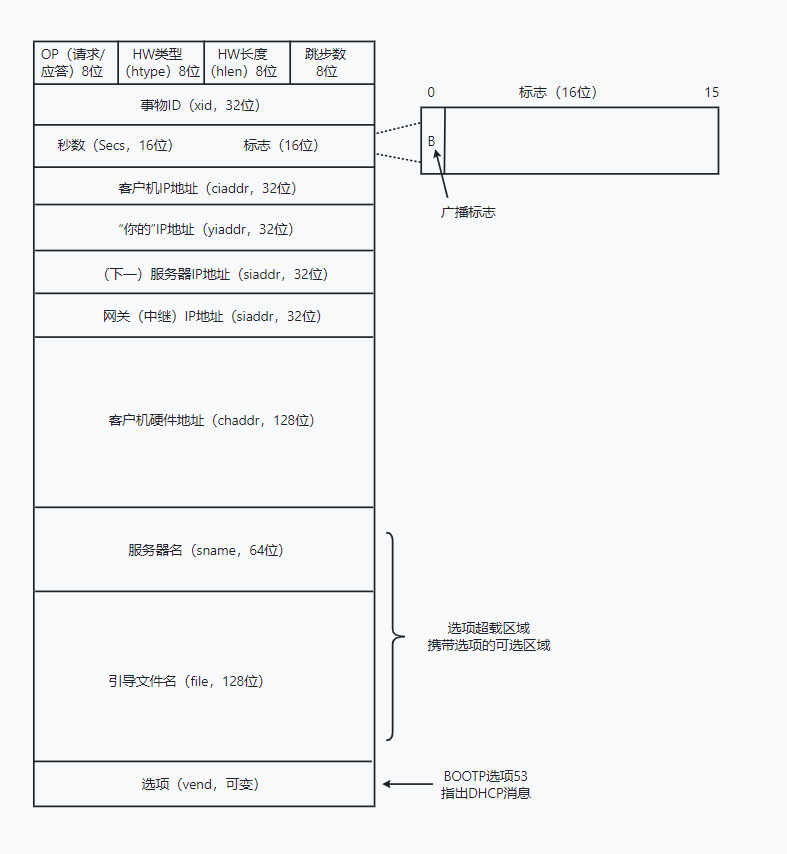 OP（请求/
应答）8位
HW类型
（htype）8位
HW长度
（hlen）8位
跳步数
8位
事物ID（xid，32位）
秒数（Secs，16位）
标志（16位）
0
标志（16位）
15
B
广播标志
客户机IP地址（ciaddr，32位）
“你的”IP地址（yiaddr，32位）
（下一）服务器IP地址（siaddr，32位）
网关（中继）IP地址（siaddr，32位）
客户机硬件地址（chaddr，128位）
服务器名（sname，64位）
选项超载区域
携带选项的可选区域
引导文件名（file，128位）
选项（vend，可变）
BOOTP选项53
指出DHCP消息